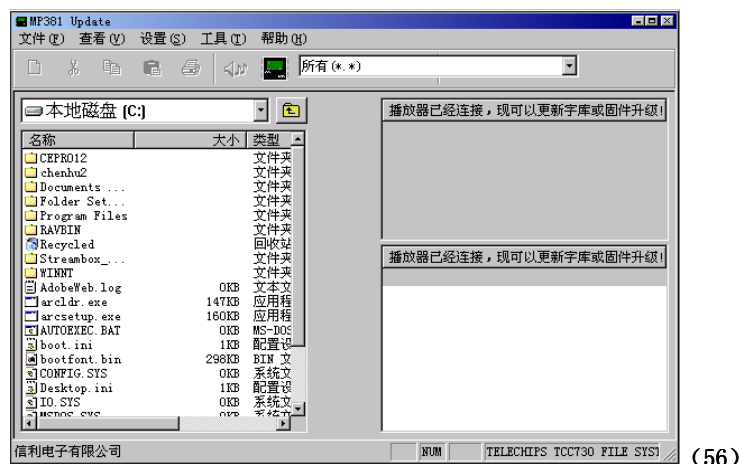 MP381 Update
文件(F) 查看(V) 设置(S) 工具(T) 帮助(H)
所有(*.*)
本地磁盘 (C:)
名称 大小 类型
CEPRO12 文件夹
chenhu2 文件夹
Documents ... 文件夹
Folder Set... 文件夹
Program Files 文件夹
RAVBIN 文件夹
Recycled 回收站
Streambox_... 文件夹
WINNT 文件夹
AdobeWeb.log 0KB 文本文
arcldr.exe 147KB 应用程
arcsetup.exe 160KB 应用程
AUTOEXEC.BAT 0KB MS-DOS
boot.ini 1KB 配置设
bootfont.bin 298KB BIN 文
CONFIG.SYS 0KB 系统文
Desktop.ini 1KB 配置设
IO.SYS 0KB 系统文
MSDOS.SYS 0KB 系统文
播放器已经连接，现可以更新字库或固件升级!
播放器已经连接，现可以更新字库或固件升级!
信利电子有限公司 NUM TELECHIPS TCC730 FILE SYST
(56)